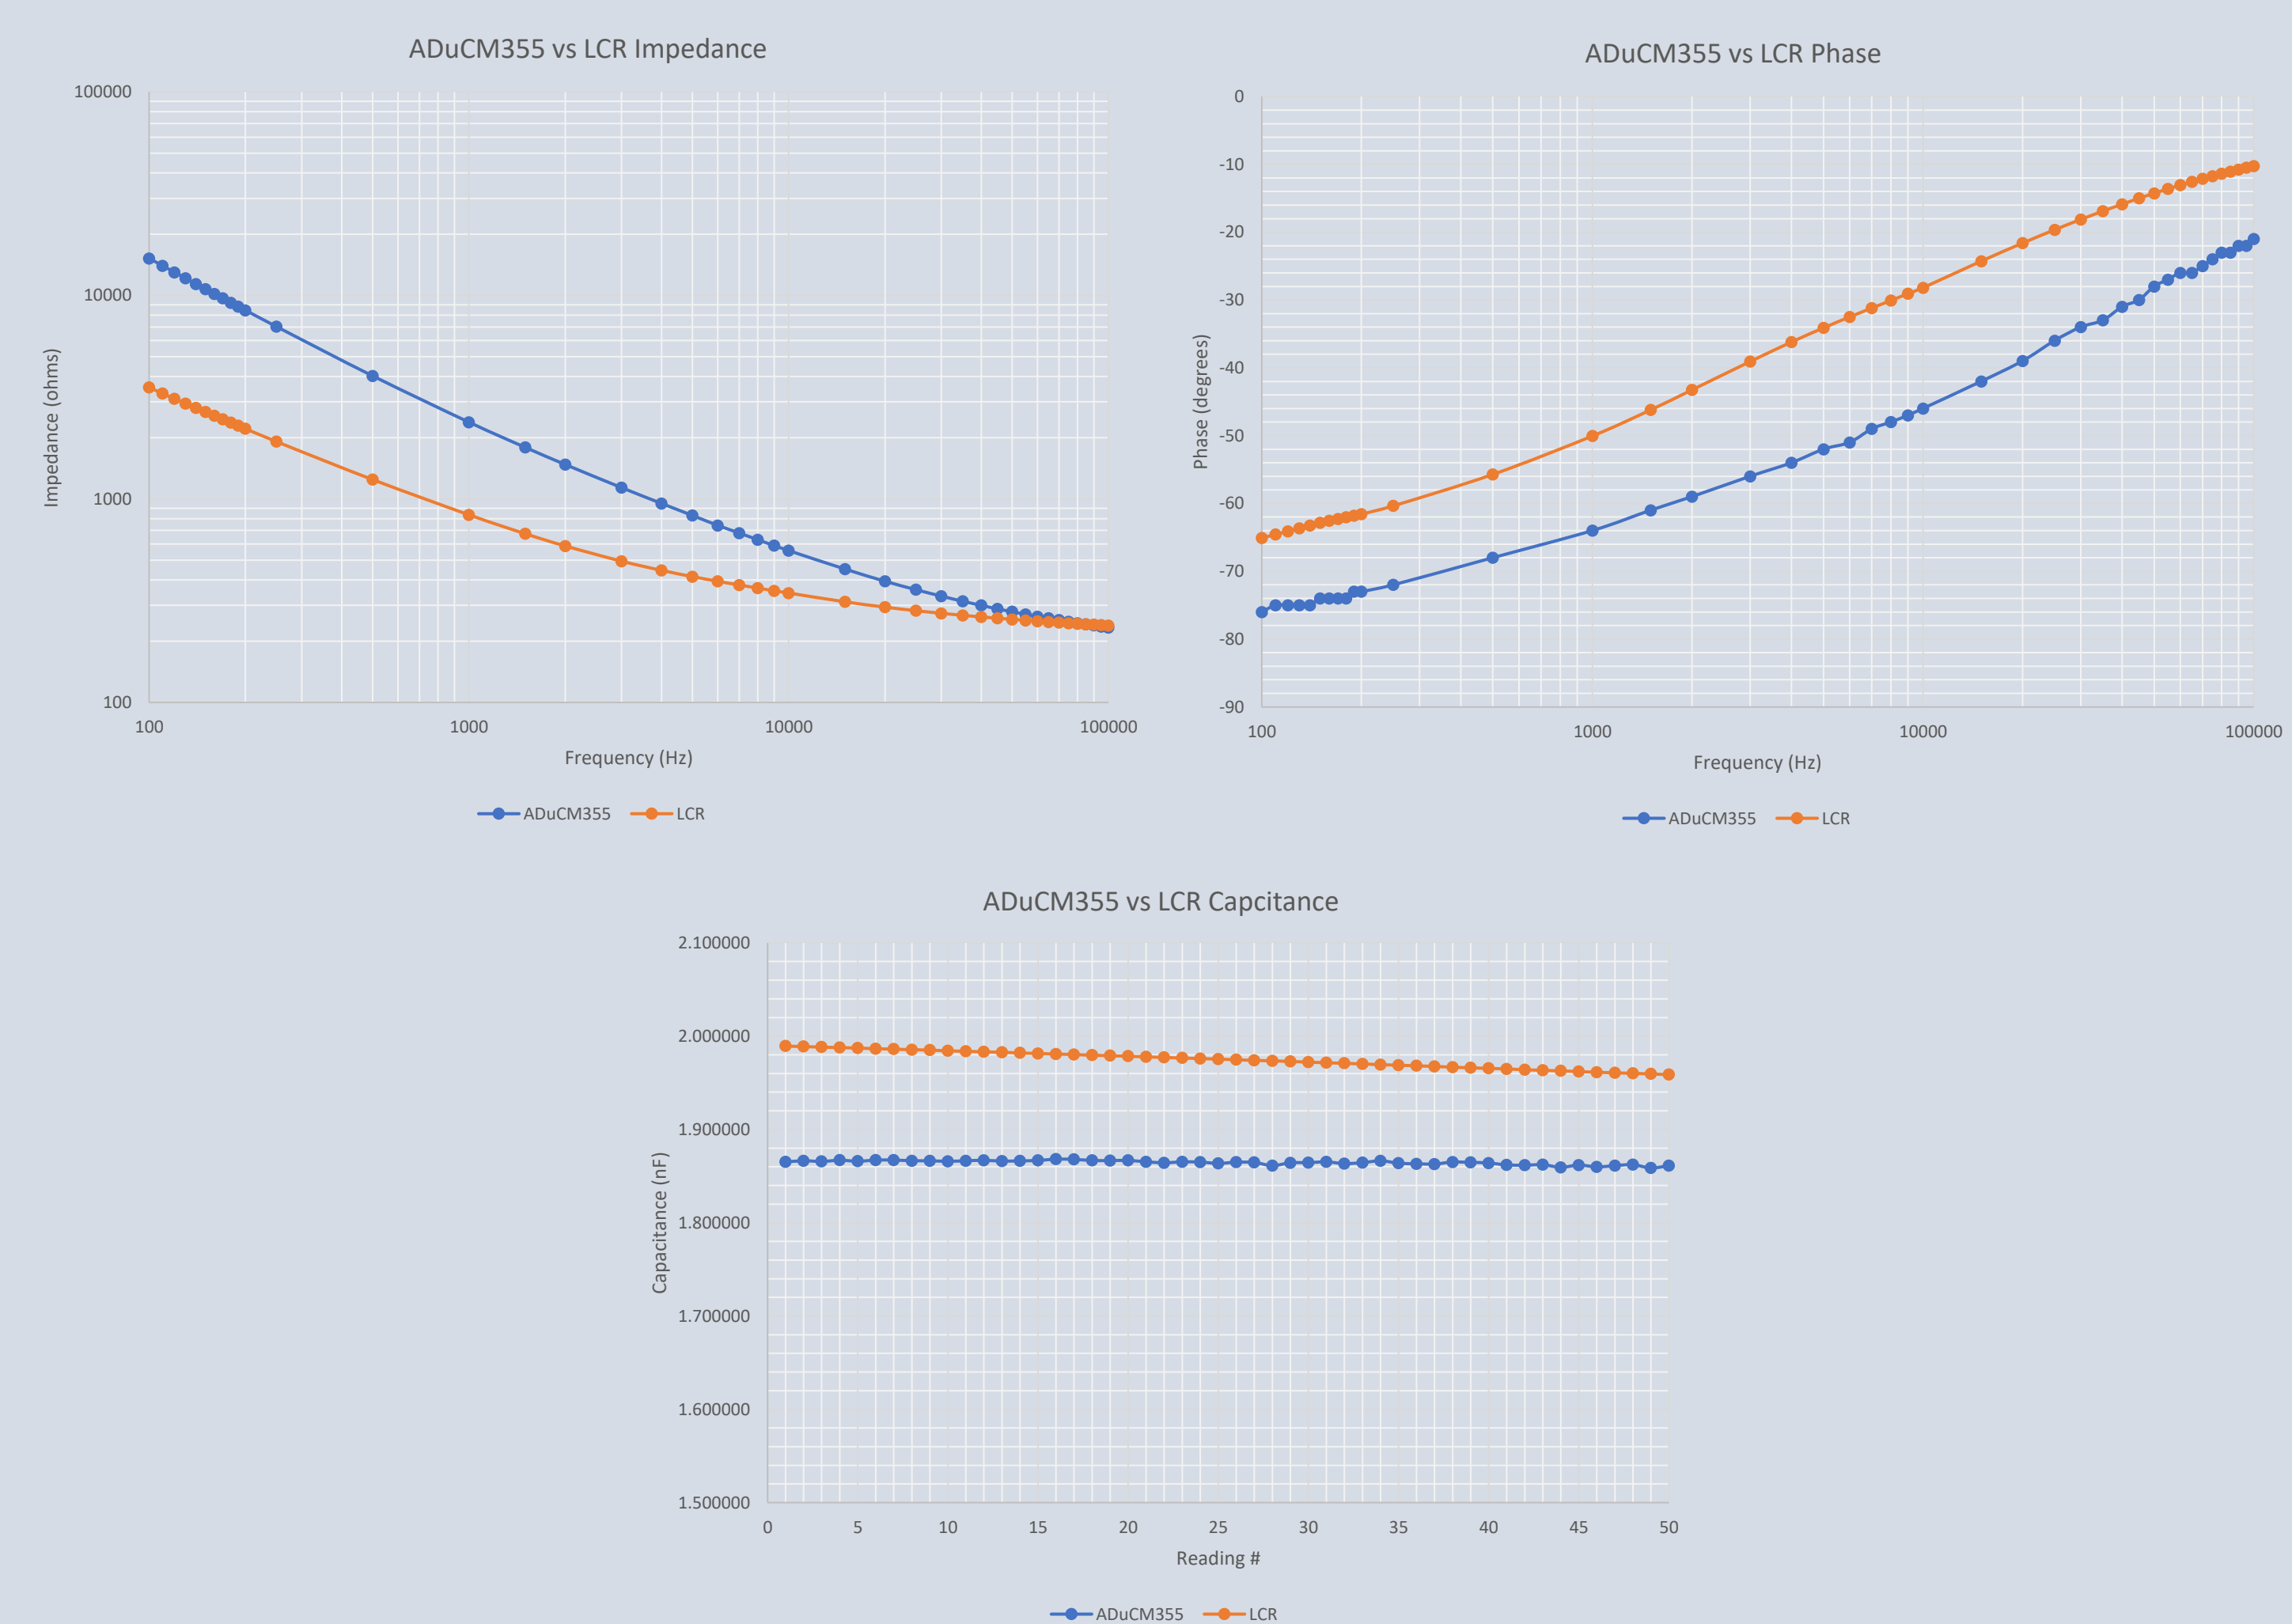 ADuCM355 vs LCR Impedance
100000
10000
1000
100
Impedance (ohms)
100 1000 10000 100000
Frequency (Hz)
ADuCM355 LCR
ADuCM355 vs LCR Phase
0
-10
-20
-30
-40
-50
-60
-70
-80
-90
Phase (degrees)
100 1000 10000 100000
Frequency (Hz)
ADuCM355 LCR
ADuCM355 vs LCR Capcitance
2.100000
2.000000
1.900000
1.800000
1.700000
1.600000
1.500000
Capacitance (nF)
0 5 10 15 20 25 30 35 40 45 50
Reading #
ADuCM355 LCR